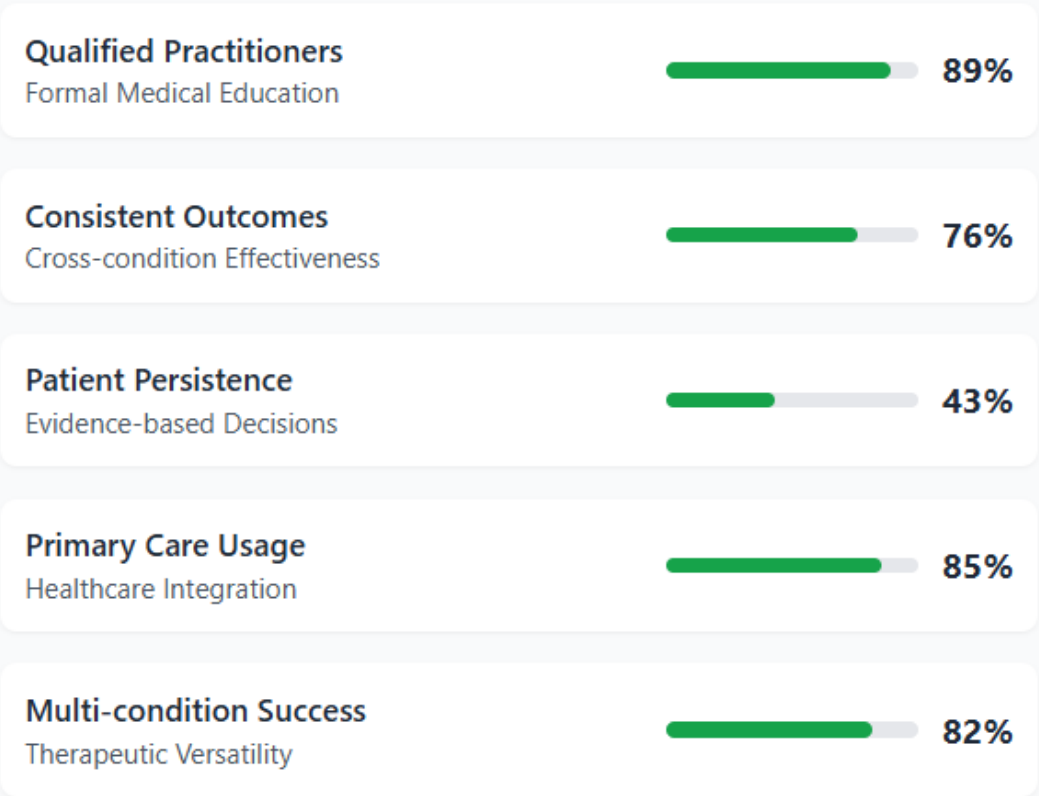 Qualified Practitioners
Formal Medical Education
89%
Consistent Outcomes
Cross-condition Effectiveness
76%
Patient Persistence
Evidence-based Decisions
43%
Primary Care Usage
Healthcare Integration
85%
Multi-condition Success
Therapeutic Versatility
82%